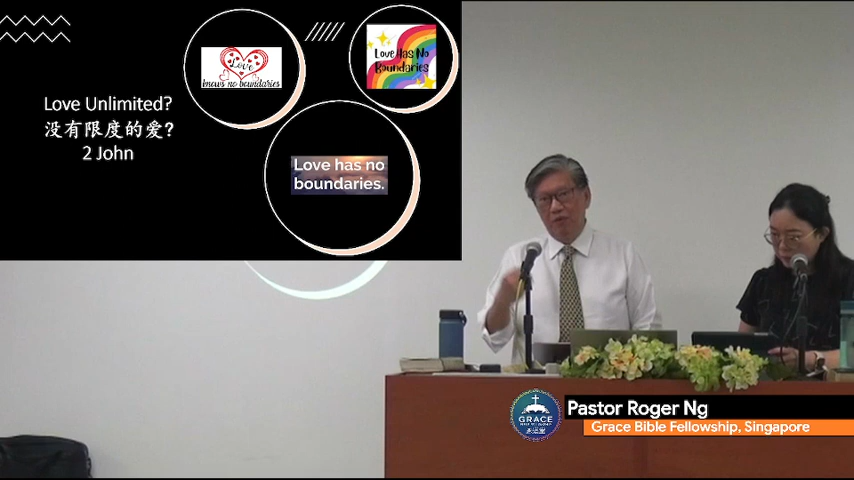 Love Unlimited?
没有限度的爱?
2 John
Love
knows no boundaries
Love Has No
Boundaries
Love has no
boundaries.
GRACE
Pastor Roger Ng
Grace Bible Fellowship, Singapore